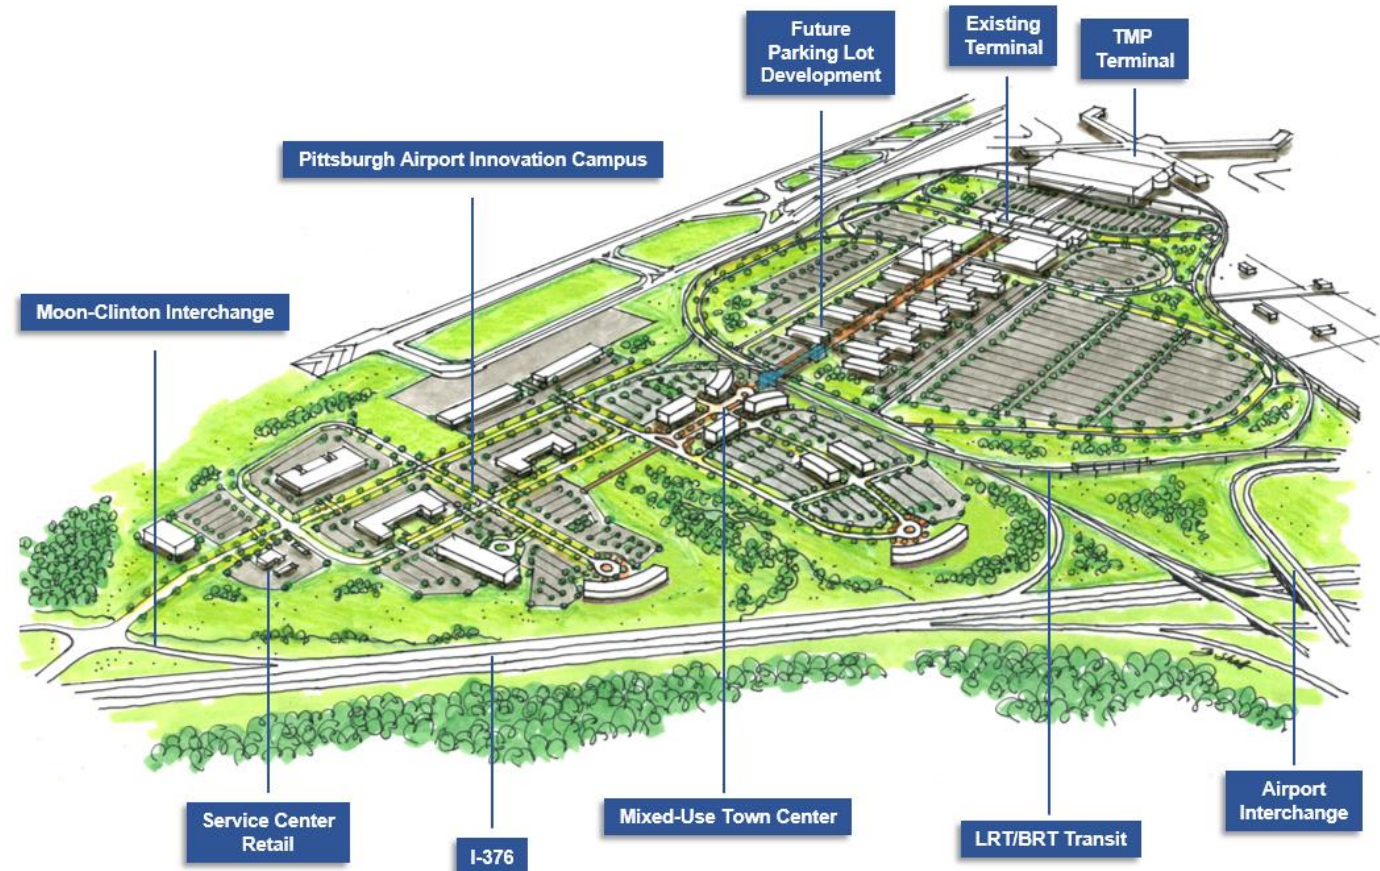 Future
Parking Lot
Development
Existing
Terminal
TMP
Terminal
Pittsburgh Airport Innovation Campus
Moon-Clinton Interchange
Service Center
Retail
I-376
Mixed-Use Town Center
LRT/BRT Transit
Airport
Interchange